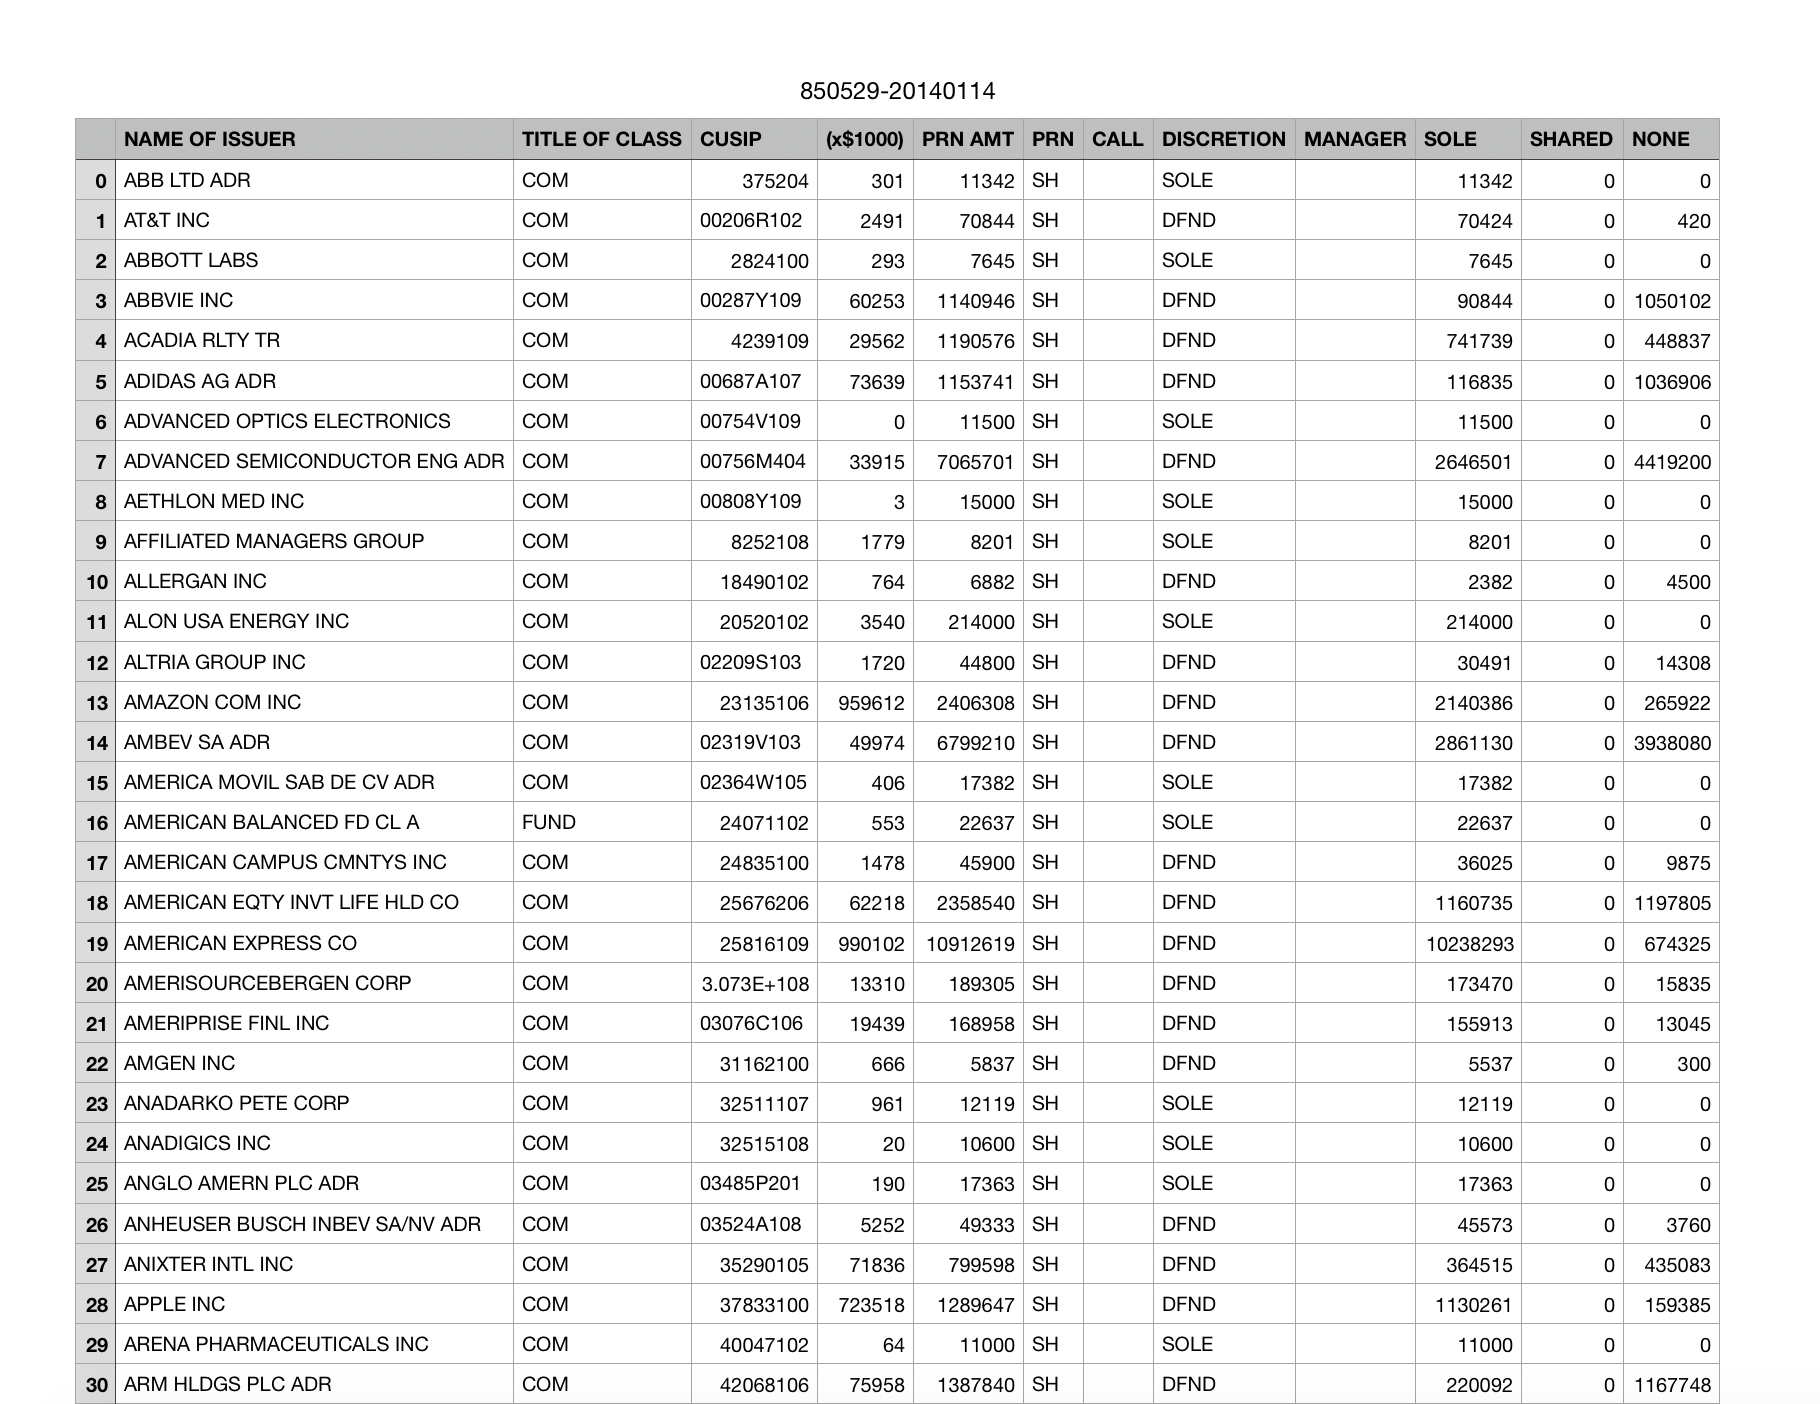 850529-20140114
NAME OF ISSUER TITLE OF CLASS CUSIP (x$1000) PRN AMT PRN CALL DISCRETION MANAGER SOLE SHARED NONE
0 ABB LTD ADR COM 375204 301 11342 SH SOLE 11342 0 0
1 AT&T INC COM 00206R102 2491 70844 SH DFND 70424 0 420
2 ABBOTT LABS COM 2824100 293 7645 SH SOLE 7645 0 0
3 ABBVIE INC COM 00287Y109 60253 1140946 SH DFND 90844 0 1050102
4 ACADIA RLTY TR COM 4239109 29562 1190576 SH DFND 741739 0 448837
5 ADIDAS AG ADR COM 00687A107 73639 1153741 SH DFND 116835 0 1036906
6 ADVANCED OPTICS ELECTRONICS COM 00754V109 0 11500 SH SOLE 11500 0 0
7 ADVANCED SEMICONDUCTOR ENG ADR COM 00756M404 33915 7065701 SH DFND 2646501 0 4419200
8 AETHLON MED INC COM 00808Y109 3 15000 SH SOLE 15000 0 0
9 AFFILIATED MANAGERS GROUP COM 8252108 1779 8201 SH SOLE 8201 0 0
10 ALLERGAN INC COM 18490102 764 6882 SH DFND 2382 0 4500
11 ALON USA ENERGY INC COM 20520102 3540 214000 SH SOLE 214000 0 0
12 ALTRIA GROUP INC COM 02209S103 1720 44800 SH DFND 30491 0 14308
13 AMAZON COM INC COM 23135106 959612 2406308 SH DFND 2140386 0 265922
14 AMBEV SA ADR COM 02319V103 49974 6799210 SH DFND 2861130 0 3938080
15 AMERICA MOVIL SAB DE CV ADR COM 02364W105 406 17382 SH SOLE 17382 0 0
16 AMERICAN BALANCED FD CL A FUND 24071102 553 22637 SH SOLE 22637 0 0
17 AMERICAN CAMPUS CMNTYS INC COM 24835100 1478 45900 SH DFND 36025 0 9875
18 AMERICAN EQTY INVT LIFE HLD CO COM 25676206 62218 2358540 SH DFND 1160735 0 1197805
19 AMERICAN EXPRESS CO COM 25816109 990102 10912619 SH DFND 10238293 0 674325
20 AMERISOURCEBERGEN CORP COM 3.073E+108 13310 189305 SH DFND 173470 0 15835
21 AMERIPRISE FINL INC COM 03076C106 19439 168958 SH DFND 155913 0 13045
22 AMGEN INC COM 31162100 666 5837 SH DFND 5537 0 300
23 ANADARKO PETE CORP COM 32511107 961 12119 SH SOLE 12119 0 0
24 ANADIGICS INC COM 32515108 20 10600 SH SOLE 10600 0 0
25 ANGLO AMERN PLC ADR COM 03485P201 190 17363 SH SOLE 17363 0 0
26 ANHEUSER BUSCH INBEV SA/NV ADR COM 03524A108 5252 49333 SH DFND 45573 0 3760
27 ANIXTER INTL INC COM 35290105 71836 799598 SH DFND 364515 0 435083
28 APPLE INC COM 37833100 723518 1289647 SH DFND 1130261 0 159385
29 ARENA PHARMACEUTICALS INC COM 40047102 64 11000 SH SOLE 11000 0 0
30 ARM HLDGS PLC ADR COM 42068106 75958 1387840 SH DFND 220092 0 1167748